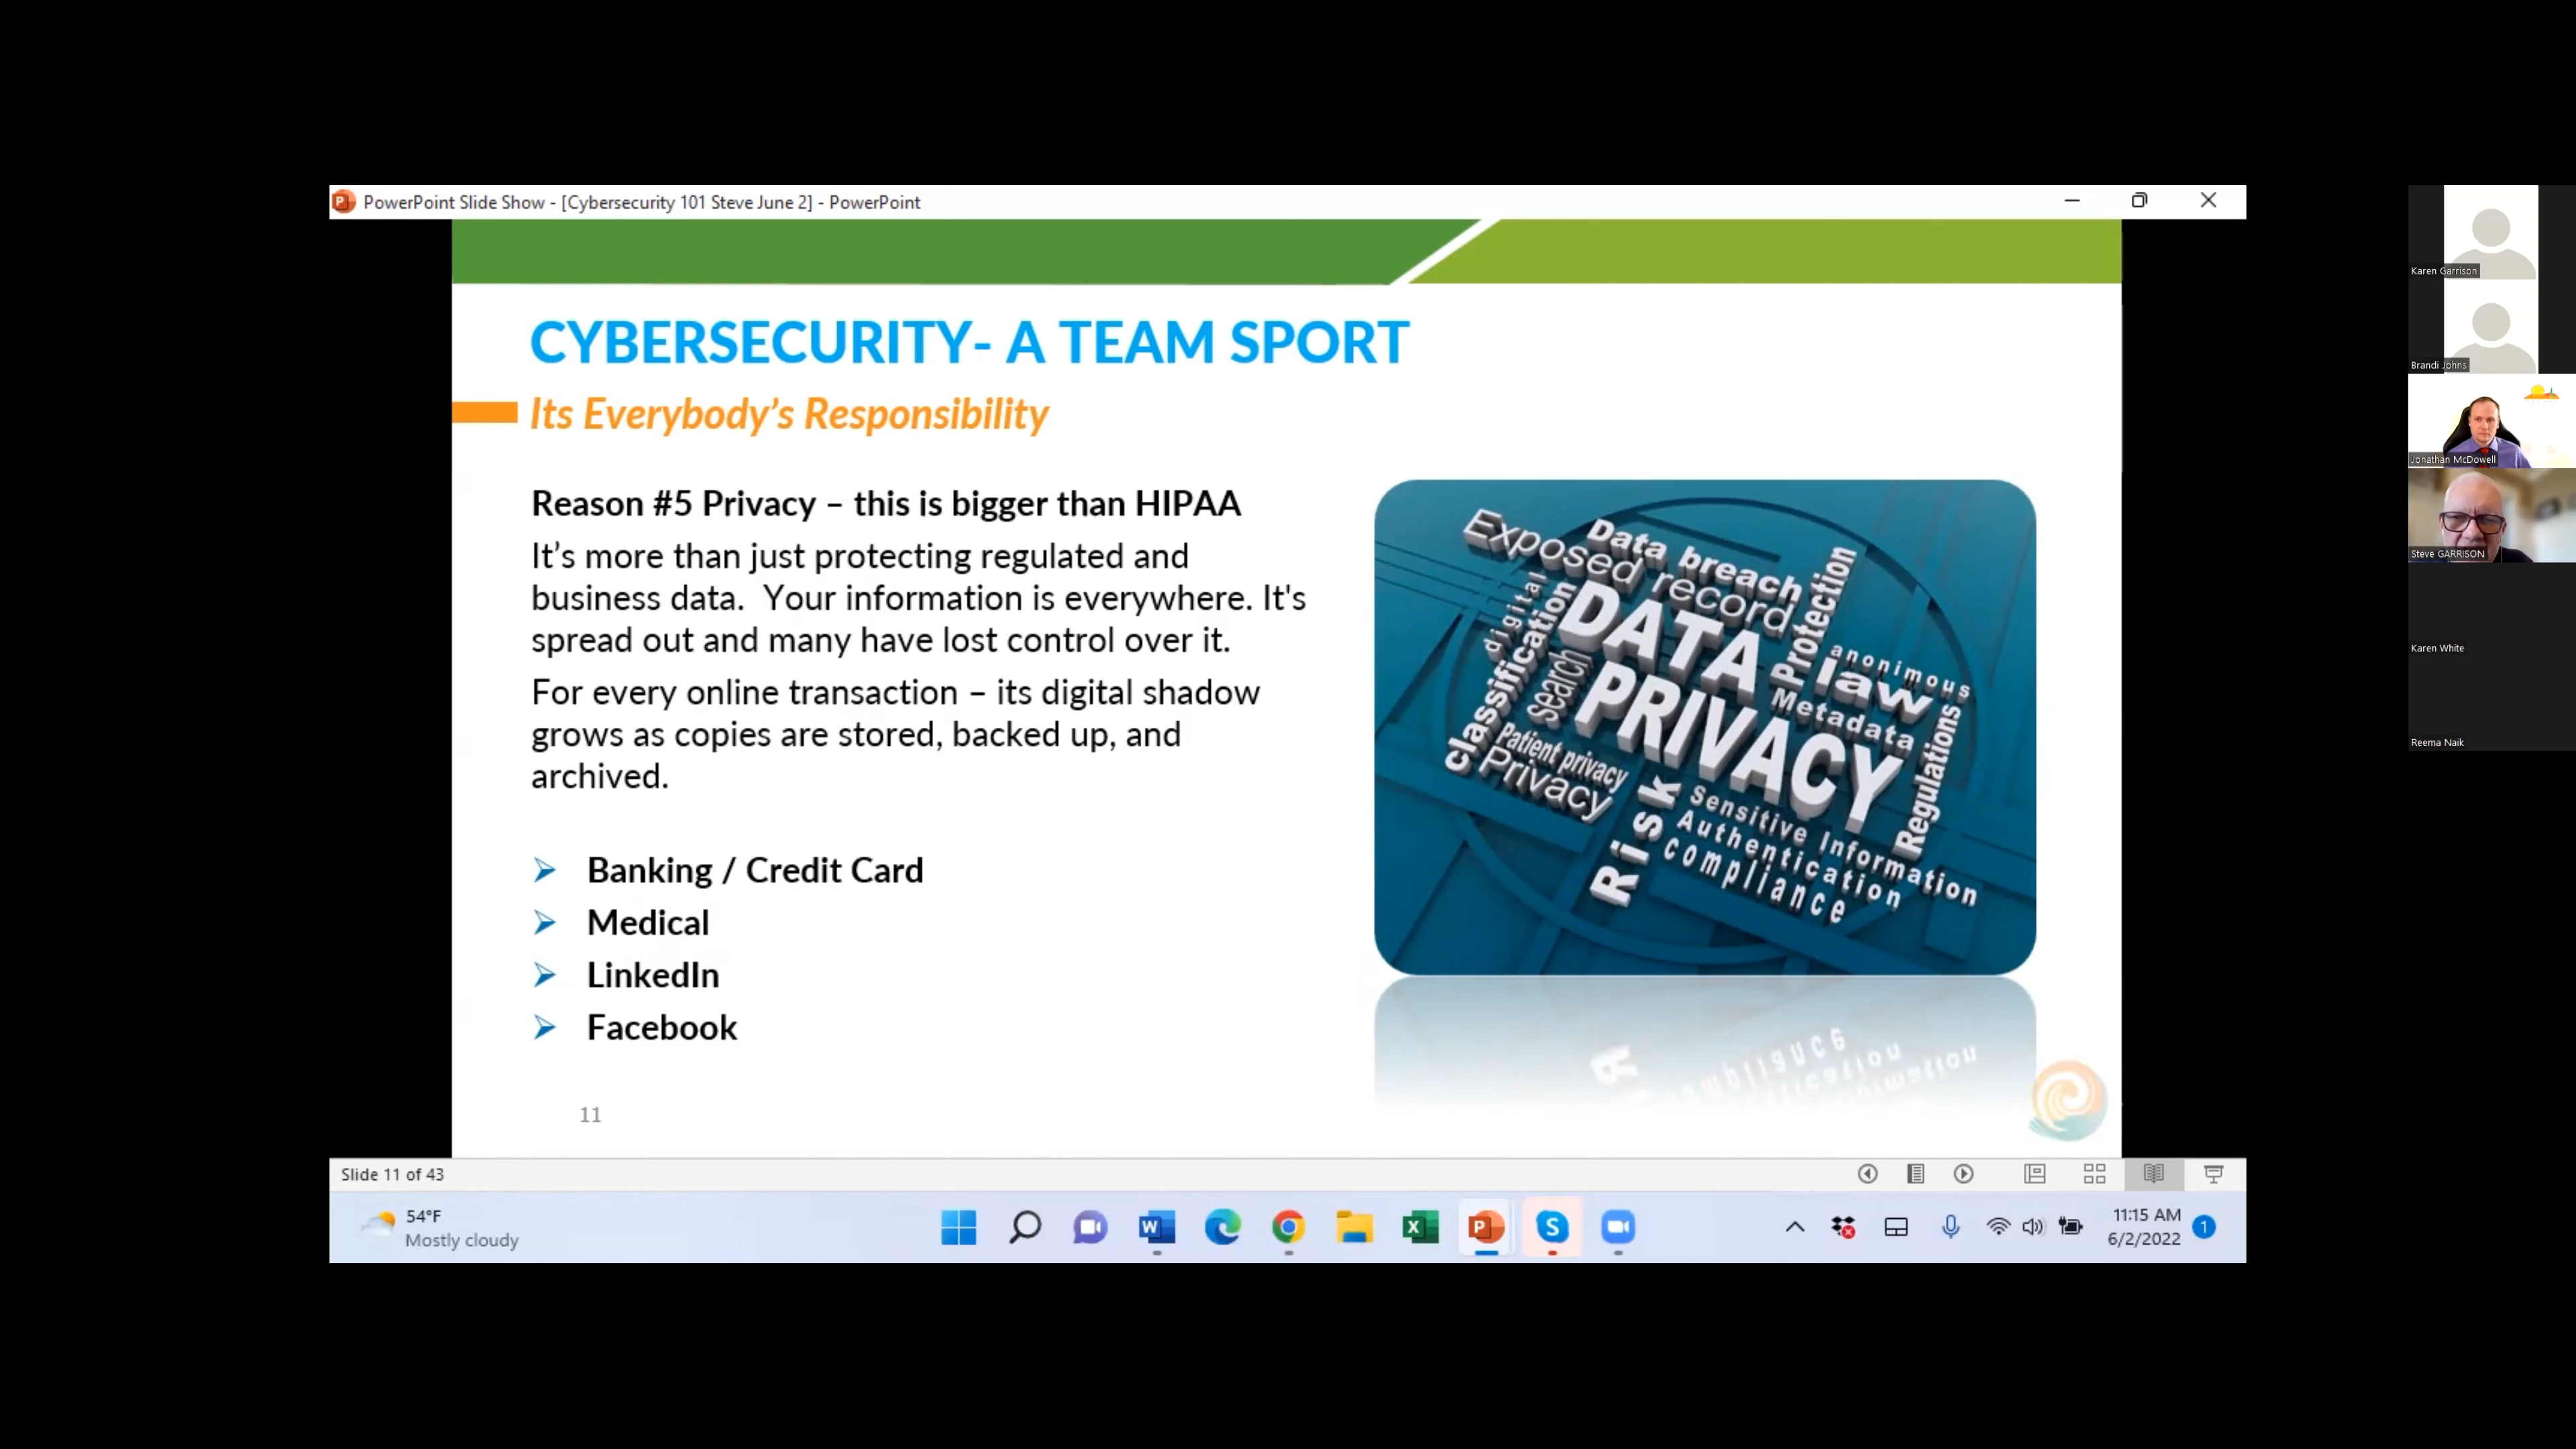 PowerPoint Slide Show - [Cybersecurity 101 Steve June 2] - PowerPoint
CYBERSECURITY- A TEAM SPORT
Its Everybody’s Responsibility
Reason #5 Privacy – this is bigger than HIPAA
It’s more than just protecting regulated and
business data.  Your information is everywhere. It's
spread out and many have lost control over it.
For every online transaction – its digital shadow
grows as copies are stored, backed up, and
archived.
Banking / Credit Card
Medical
LinkedIn
Facebook
11
Exposed record
Data breach
digital
classification
Search
DATA
PRIVACY
Protection
anonimous
law
Metadata
Regulations
Patient privacy
Privacy
Risk
Sensitive Information
Authentication
compliance
Slide 11 of 43
54°F
Mostly cloudy
11:15 AM
6/2/2022
1
Karen Garrison
Brandi Johns
Jonathan McDowell
Steve GARRISON
Karen White
Reema Naik